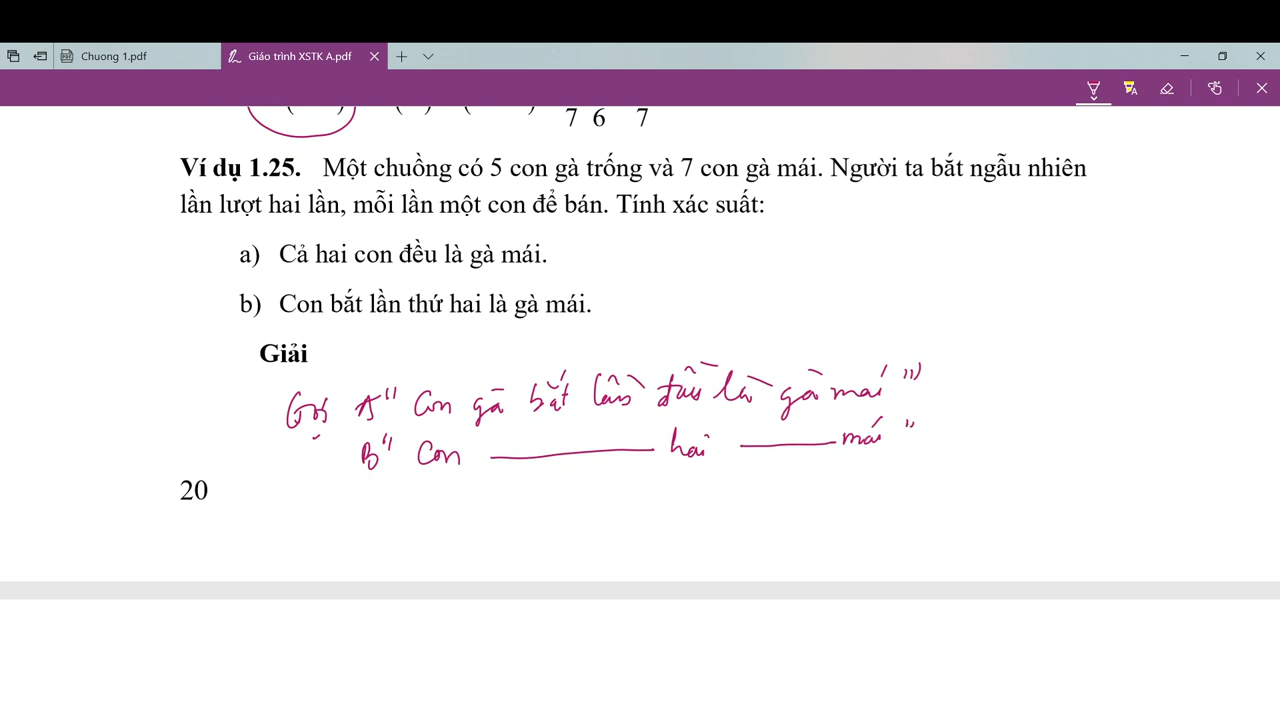 Chuong 1.pdf
Giáo trình XSTK A.pdf
7 6 7
Ví dụ 1.25. Một chuồng có 5 con gà trống và 7 con gà mái. Người ta bắt ngẫu nhiên
lần lượt hai lần, mỗi lần một con để bán. Tính xác suất:
a) Cả hai con đều là gà mái.
b) Con bắt lần thứ hai là gà mái.
Giải
Gọi A" Con gà bắt lần đầu là gà mái"
B" Con ——— hai ——— mái"
20